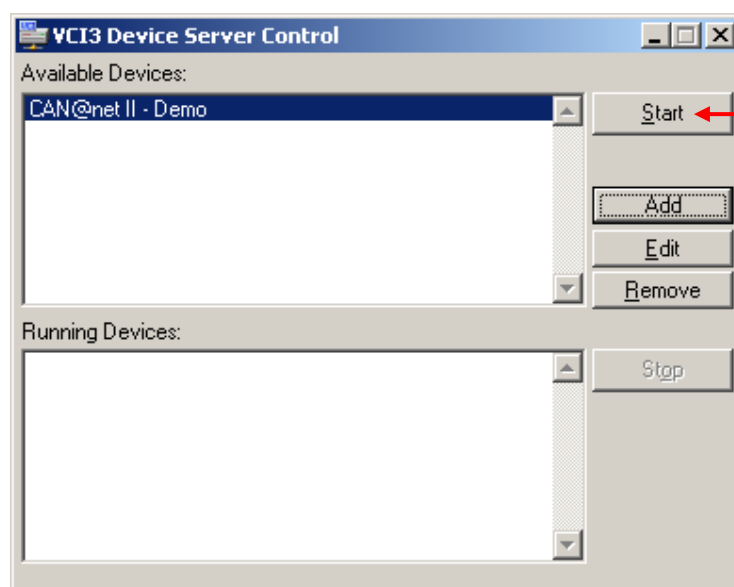 VCI3 Device Server Control
Available Devices:
CAN@net II - Demo
Start
Add
Edit
Remove
Running Devices:
Stop